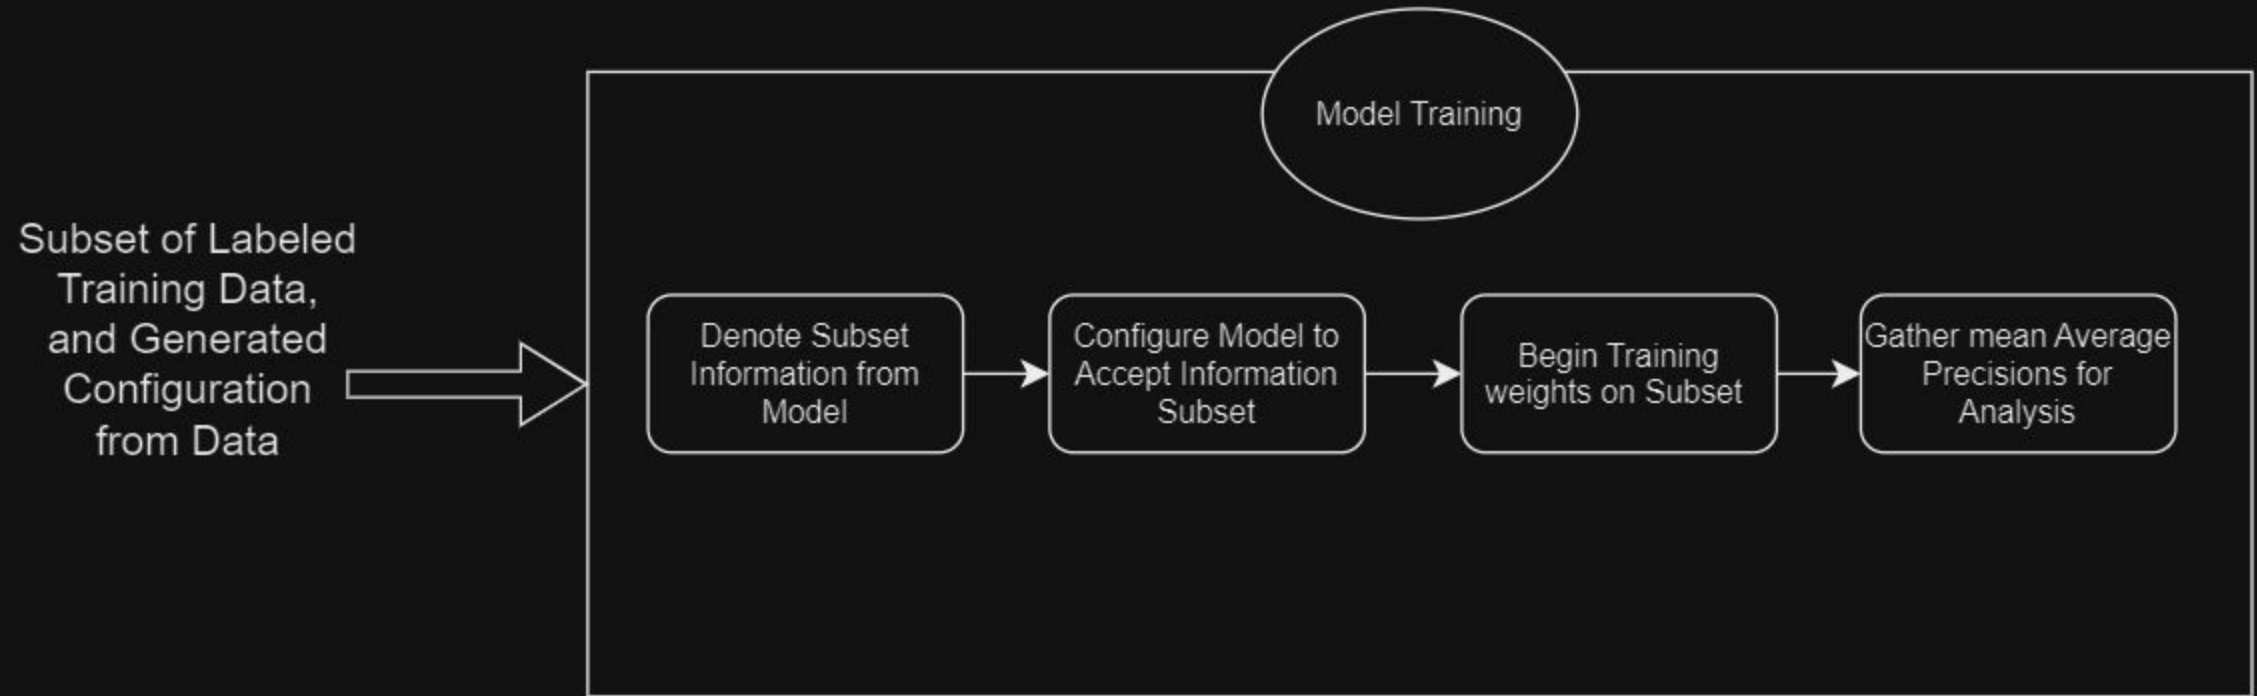 Model Training
Subset of Labeled
Training Data,
and Generated
Configuration
from Data
Denote Subset
Information from
Model
Configure Model to
Accept Information
Subset
Begin Training
weights on Subset
Gather mean Average
Precisions for
Analysis